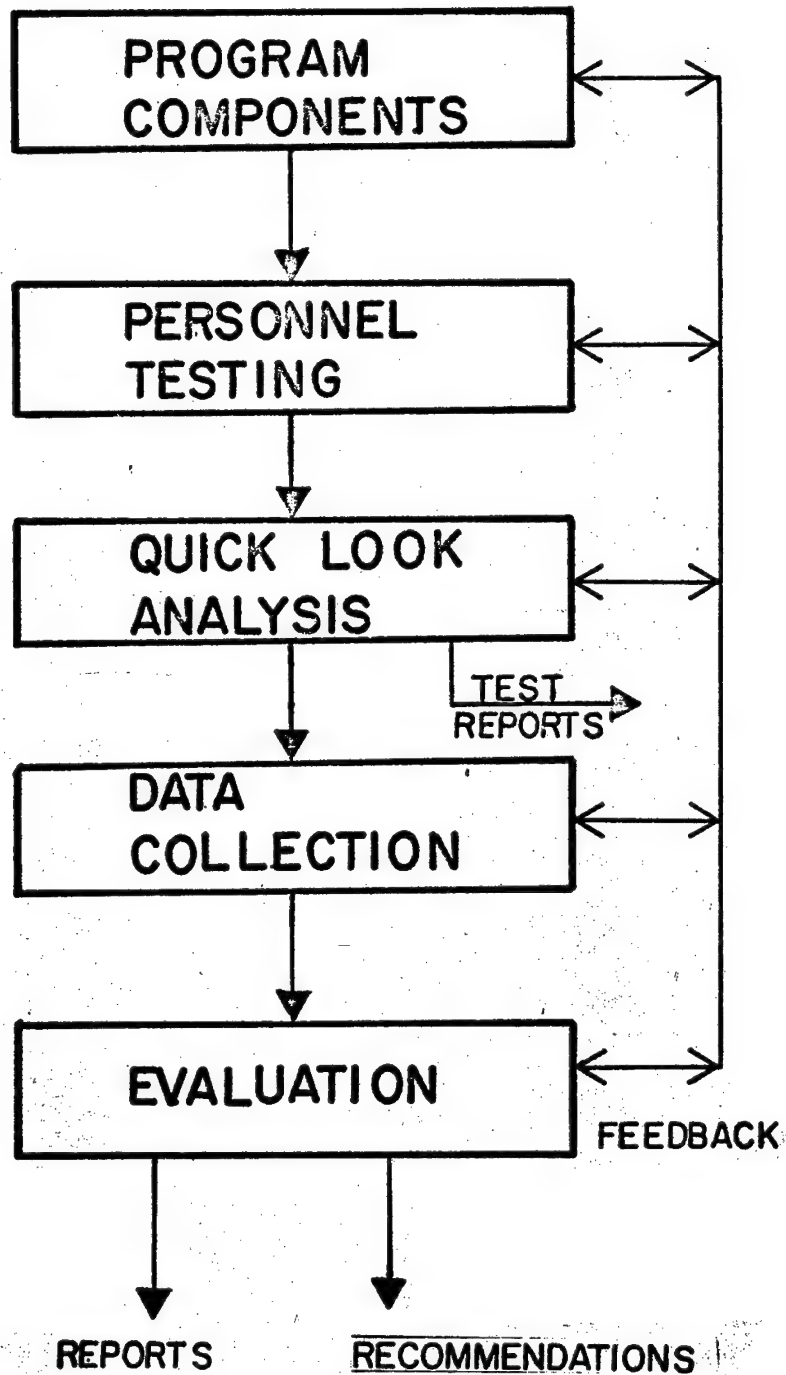 PROGRAM
COMPONENTS
PERSONNEL
TESTING
QUICK LOOK
ANALYSIS
TEST
REPORTS
DATA
COLLECTION
EVALUATION
FEEDBACK
REPORTS
RECOMMENDATIONS